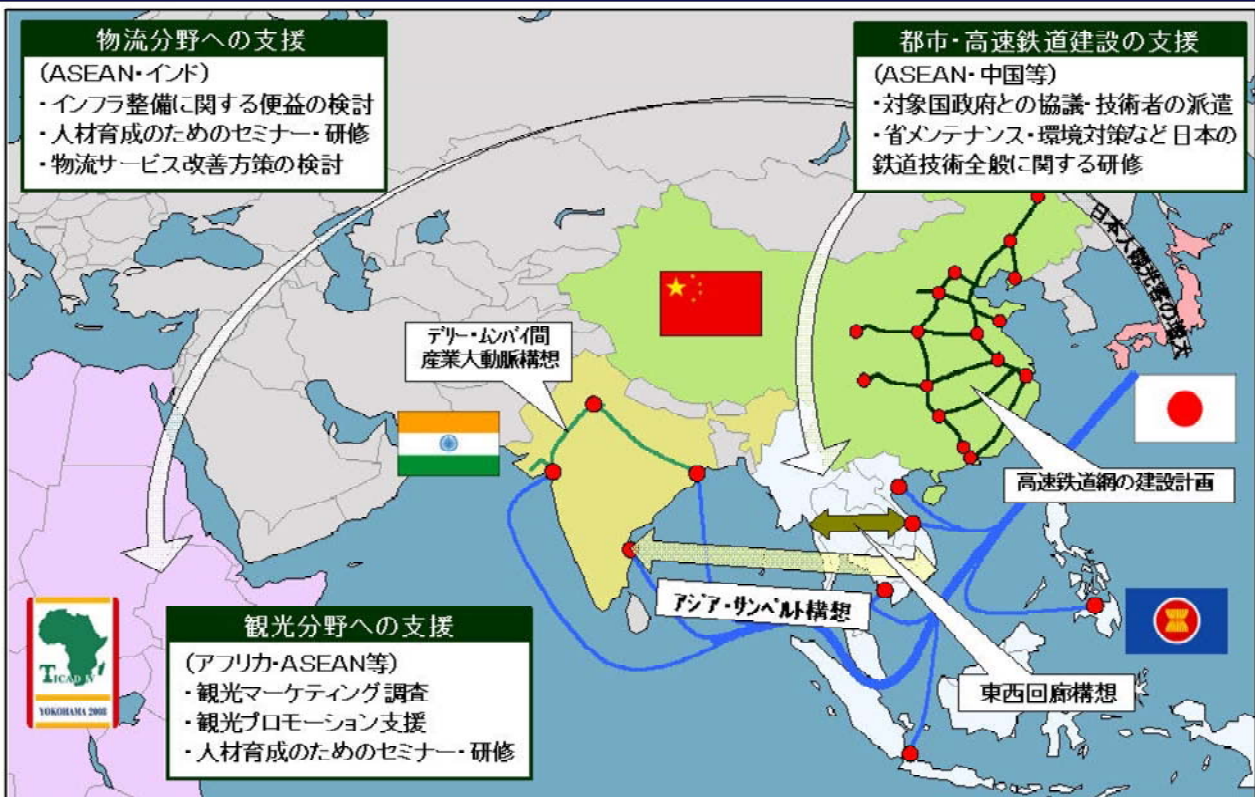 物流分野への支援
(ASEAN・インド)
・インフラ整備に関する便益の検討
・人材育成のためのセミナー・研修
・物流サービス改善方策の検討
都市・高速鉄道建設の支援
(ASEAN・中国等)
・対象国政府との協議・技術者の派遣
・省メンテナンス・環境対策など日本の
鉄道技術全般に関する研修
日本人観光客の増大
デリー・ムンバイ間
産業大動脈構想
高速鉄道網の建設計画
アジア・サンベルト構想
東西回廊構想
観光分野への支援
(アフリカ・ASEAN等)
・観光マーケティング調査
・観光プロモーション支援
・人材育成のためのセミナー・研修
TICAD IV
YOKOHAMA 2008